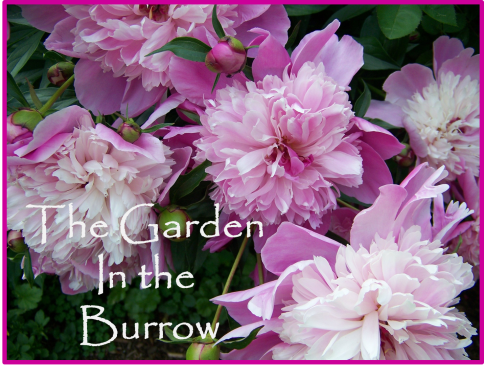 The Garden
In the
Burrow